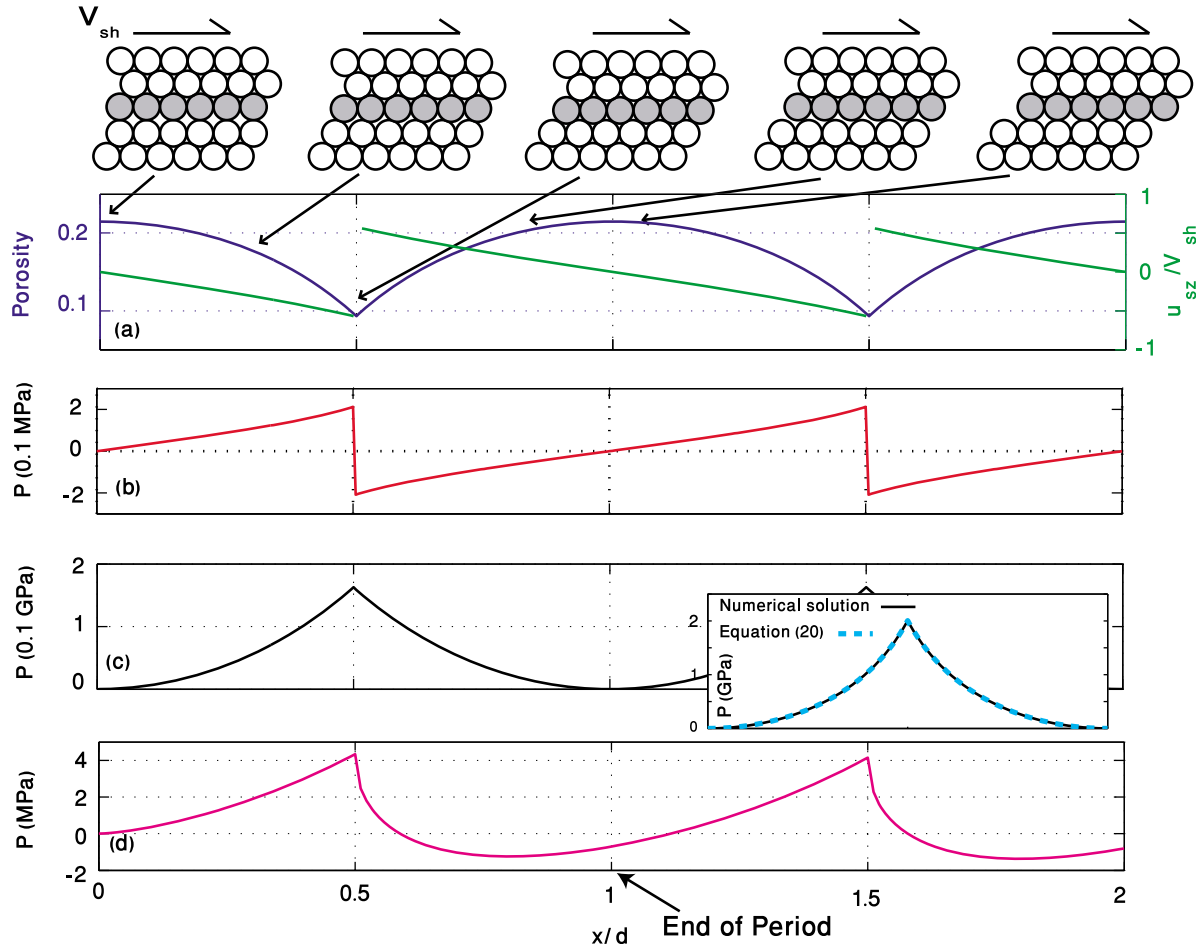 V sh
Porosity
0.2
0.1
(a)
1
0
-1
u sz /V sh
P (0.1 MPa)
2
0
-2
(b)
P (0.1 GPa)
2
1
0
(c)
Numerical solution
Equation (20)
P (GPa)
2
1
0
P (MPa)
4
2
0
-2
(d)
0
0.5
1
1.5
2
x/d
End of Period